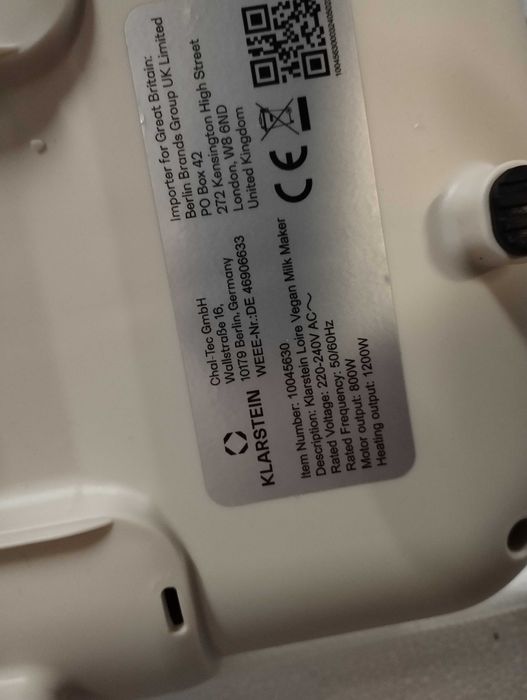 Importer for Great Britain:
Berlin Brands Group UK Limited
PO Box 42
272 Kensington High Street
London, W8 6ND
United Kingdom
Chal-Tec GmbH
Wallstraße 16,
10179 Berlin, Germany
WEEE-Nr.:DE 46906633
KLARSTEIN
Item Number: 10045630
Description: Klarstein Loire Vegan Milk Maker
Rated Voltage: 220-240V AC~
Rated Frequency: 50/60Hz
Rated Power: 800W
Motor output: 1200W
Heating output: